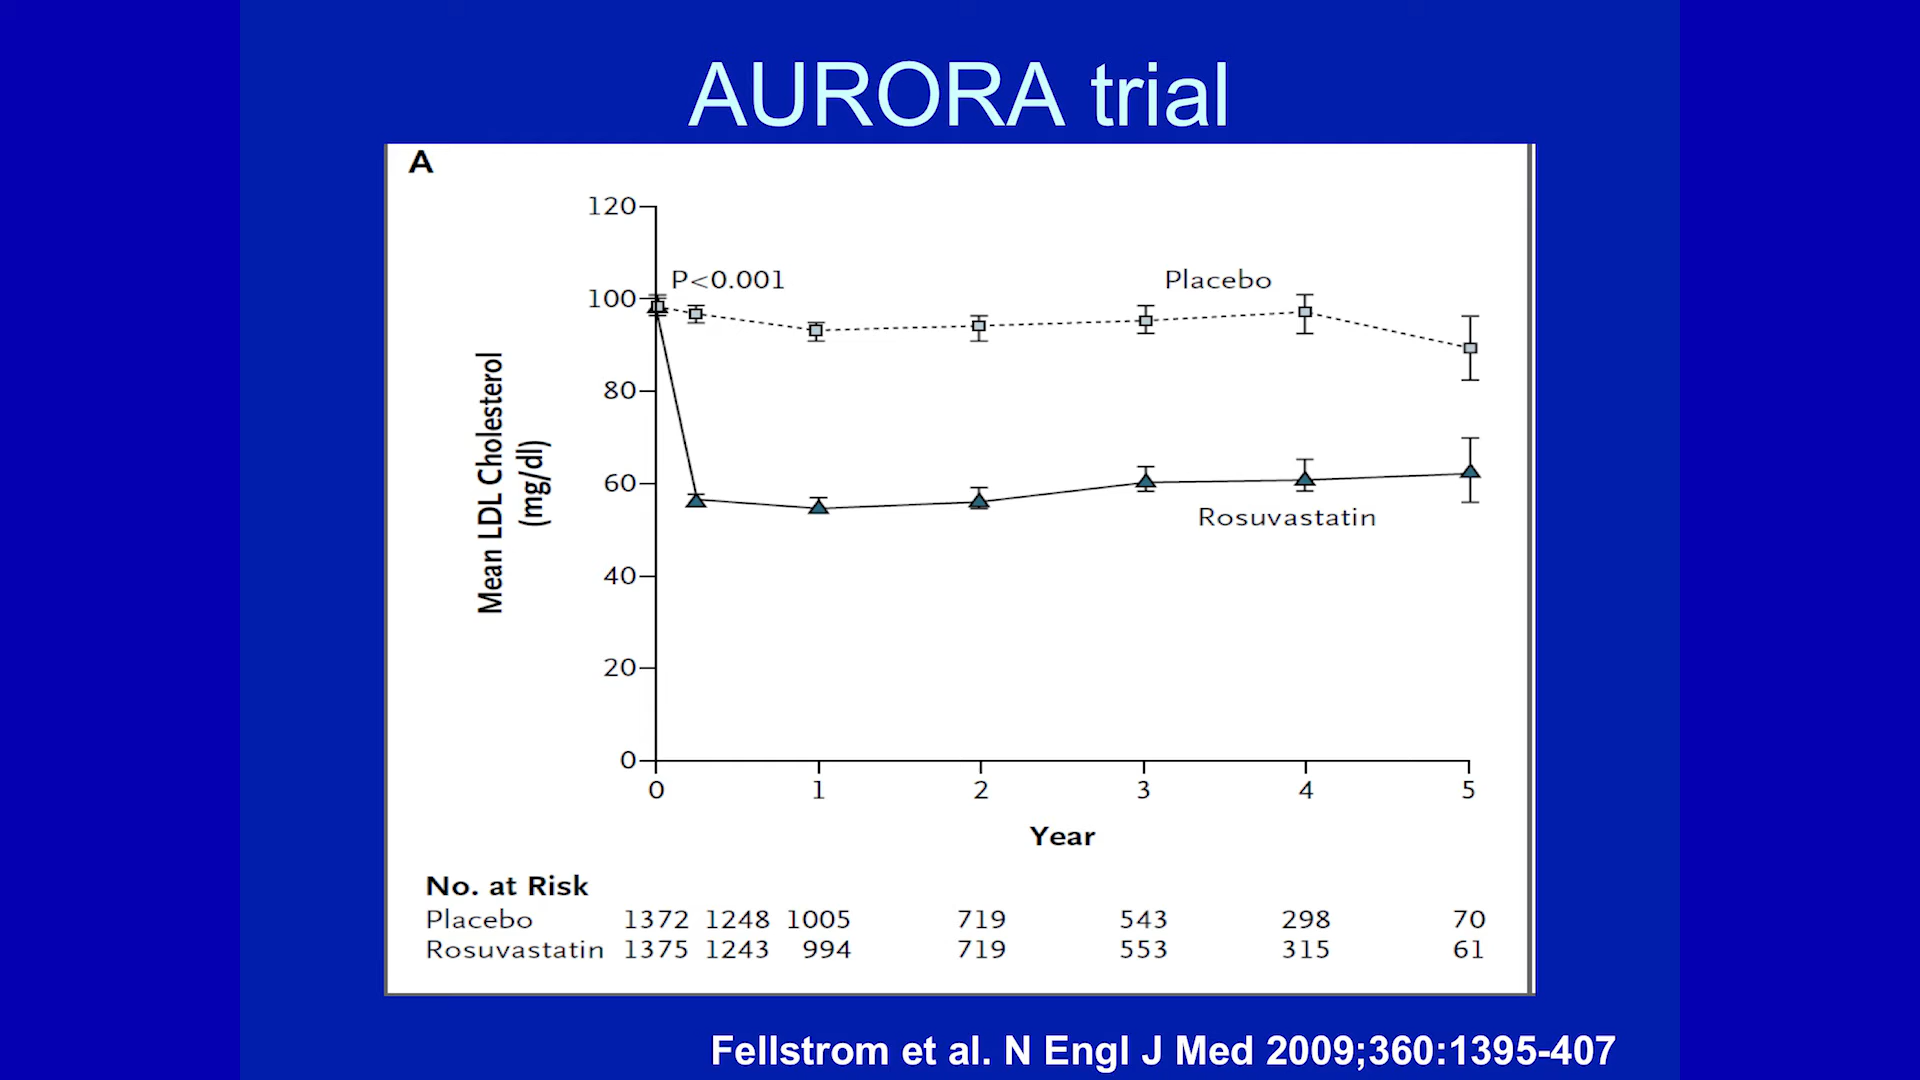 AURORA trial
A
120
P<0.001
Placebo
100
80
60
40
20
0
Mean LDL Cholesterol
(mg/dl)
Rosuvastatin
0 1 2 3 4 5
Year
No. at Risk
Placebo 1372 1248 1005 719 543 298 70
Rosuvastatin 1375 1243 994 719 553 315 61
Fellstrom et al. N Engl J Med 2009;360:1395-407